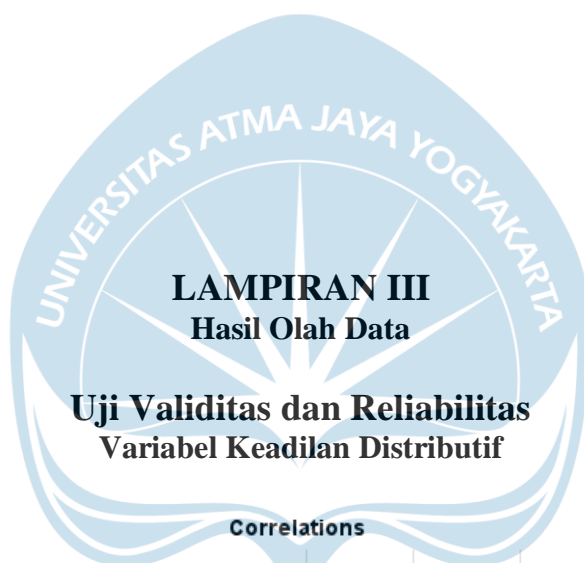 UNIVERSITAS ATMA JAYA YOGYAKARTA
LAMPIRAN III
Hasil Olah Data
Uji Validitas dan Reliabilitas
Variabel Keadilan Distributif
Correlations